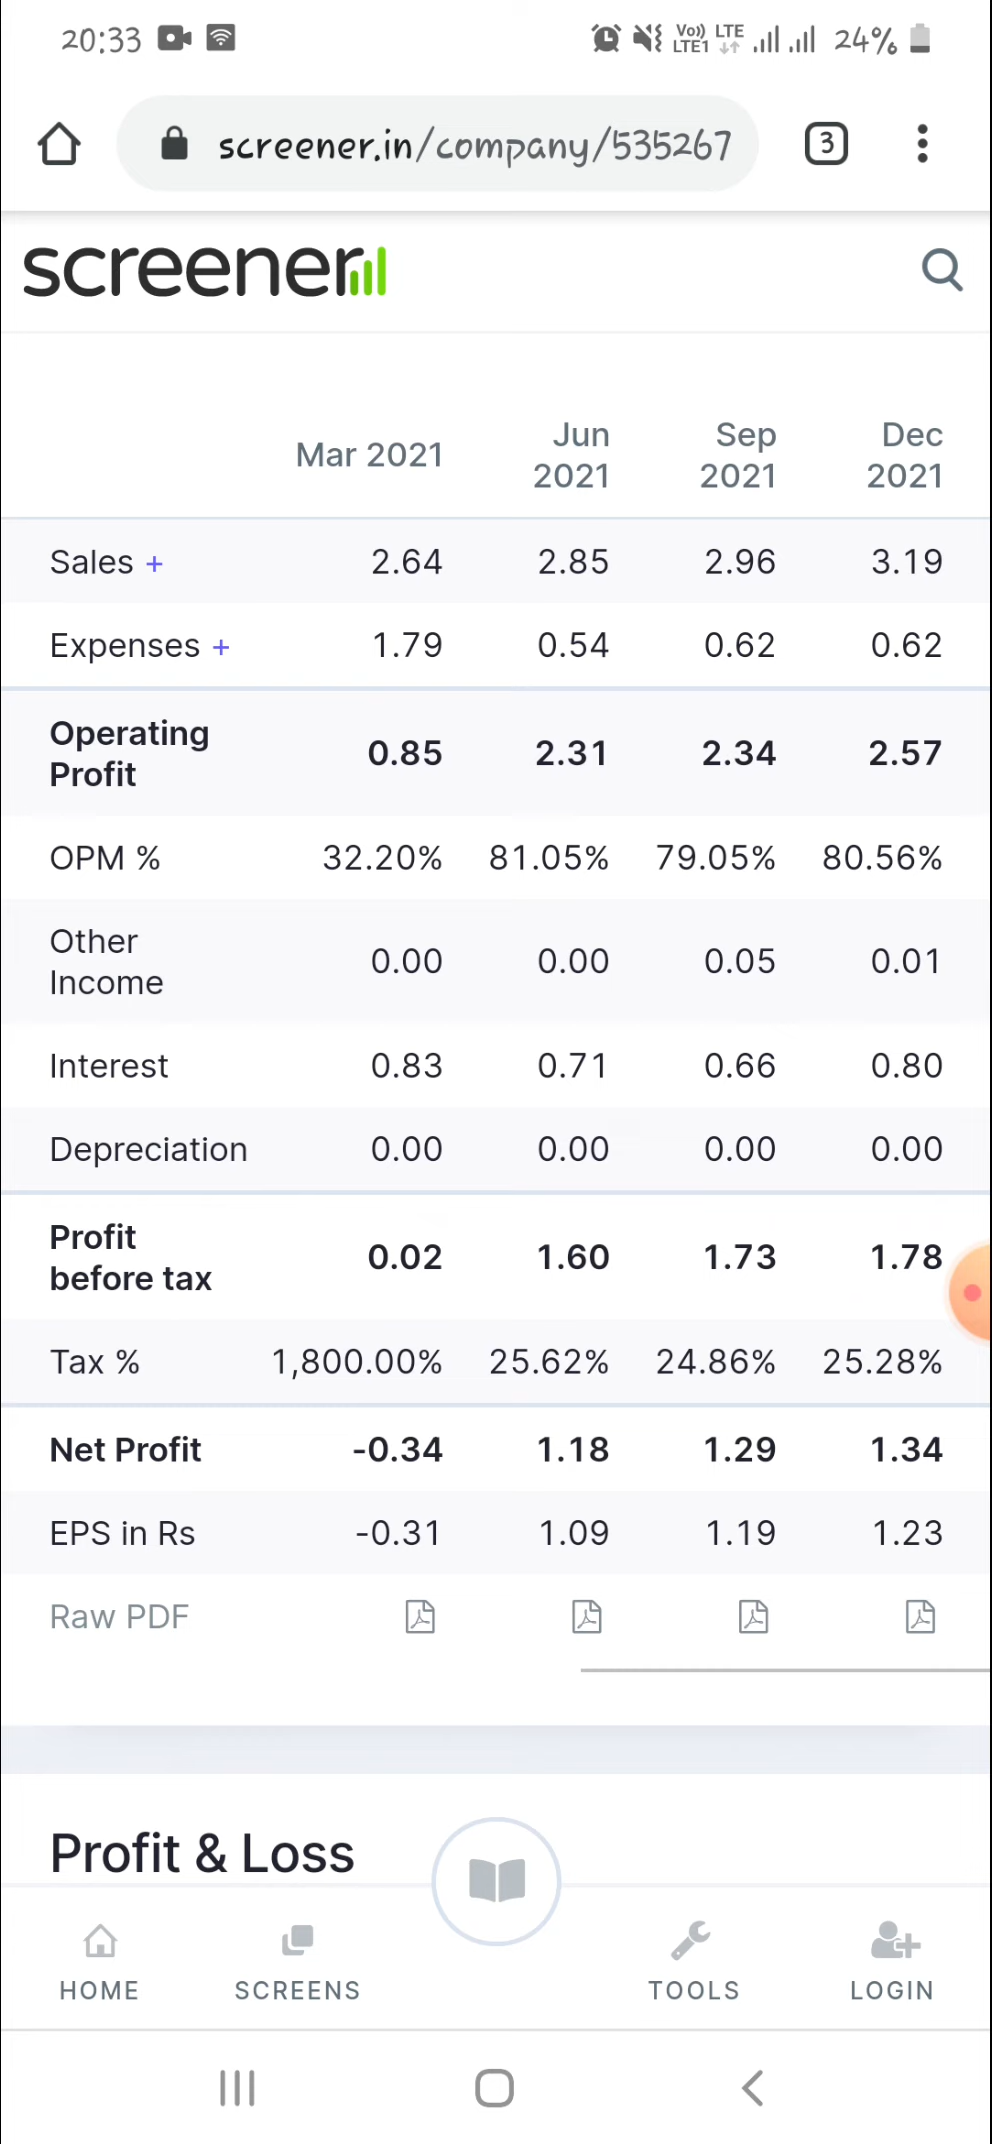 20:33 Vo)) LTE1 LTE 24%
screener.in/company/535267 3
screener
Mar 2021 Jun 2021 Sep 2021 Dec 2021
Sales + 2.64 2.85 2.96 3.19
Expenses + 1.79 0.54 0.62 0.62
Operating Profit 0.85 2.31 2.34 2.57
OPM % 32.20% 81.05% 79.05% 80.56%
Other Income 0.00 0.00 0.05 0.01
Interest 0.83 0.71 0.66 0.80
Depreciation 0.00 0.00 0.00 0.00
Profit before tax 0.02 1.60 1.73 1.78
Tax % 1,800.00% 25.62% 24.86% 25.28%
Net Profit -0.34 1.18 1.29 1.34
EPS in Rs -0.31 1.09 1.19 1.23
Raw PDF
Profit & Loss
HOME SCREENS TOOLS LOGIN